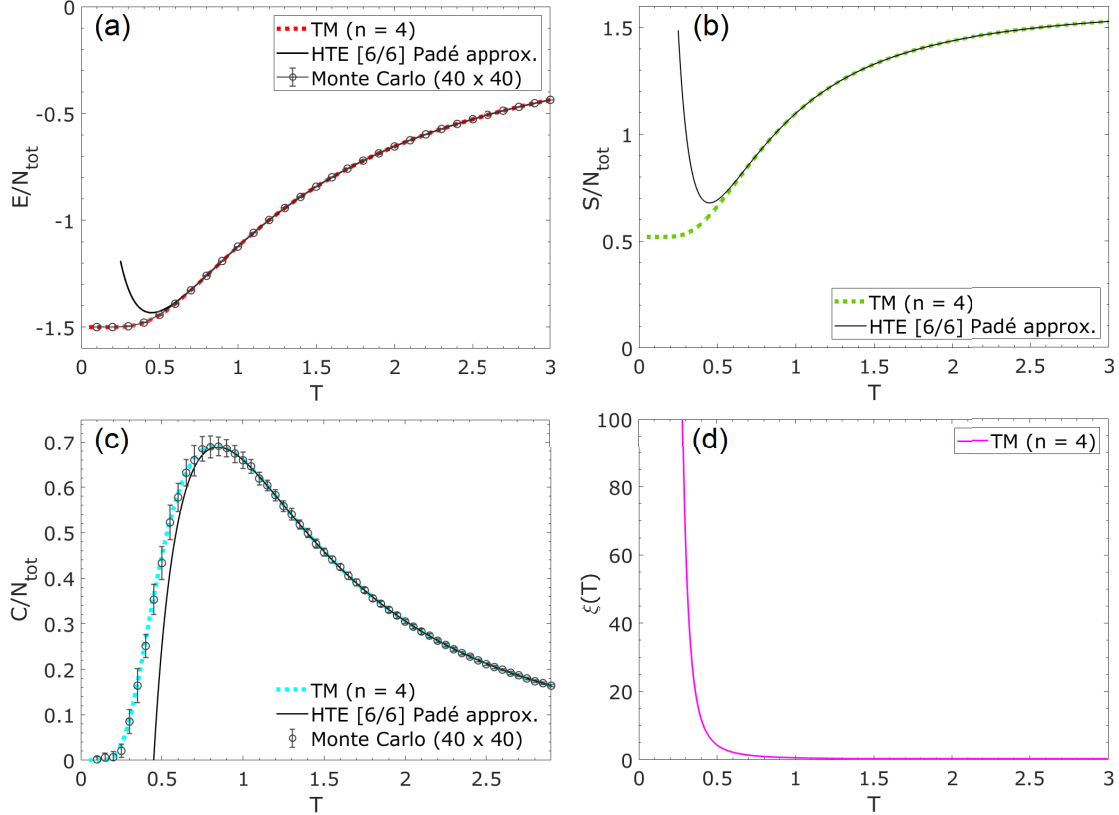 (a)
TM (n = 4)
HTE [6/6] Padé approx.
Monte Carlo (40 x 40)
E/N_tot
0
-0.5
-1
-1.5
0 0.5 1 1.5 2 2.5 3
T
(b)
TM (n = 4)
HTE [6/6] Padé approx.
S/N_tot
1.5
1
0.5
0
0 0.5 1 1.5 2 2.5 3
T
(c)
TM (n = 4)
HTE [6/6] Padé approx.
Monte Carlo (40 x 40)
C/N_tot
0.7
0.6
0.5
0.4
0.3
0.2
0.1
0
0 0.5 1 1.5 2 2.5
T
(d)
TM (n = 4)
ξ(T)
100
80
60
40
20
0
0 0.5 1 1.5 2 2.5 3
T